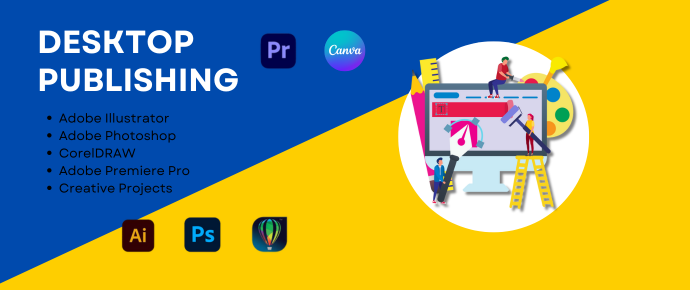 DESKTOP
PUBLISHING
Pr
Canva
Adobe Illustrator
Adobe Photoshop
CorelDRAW
Adobe Premiere Pro
Creative Projects
Ai
Ps
T